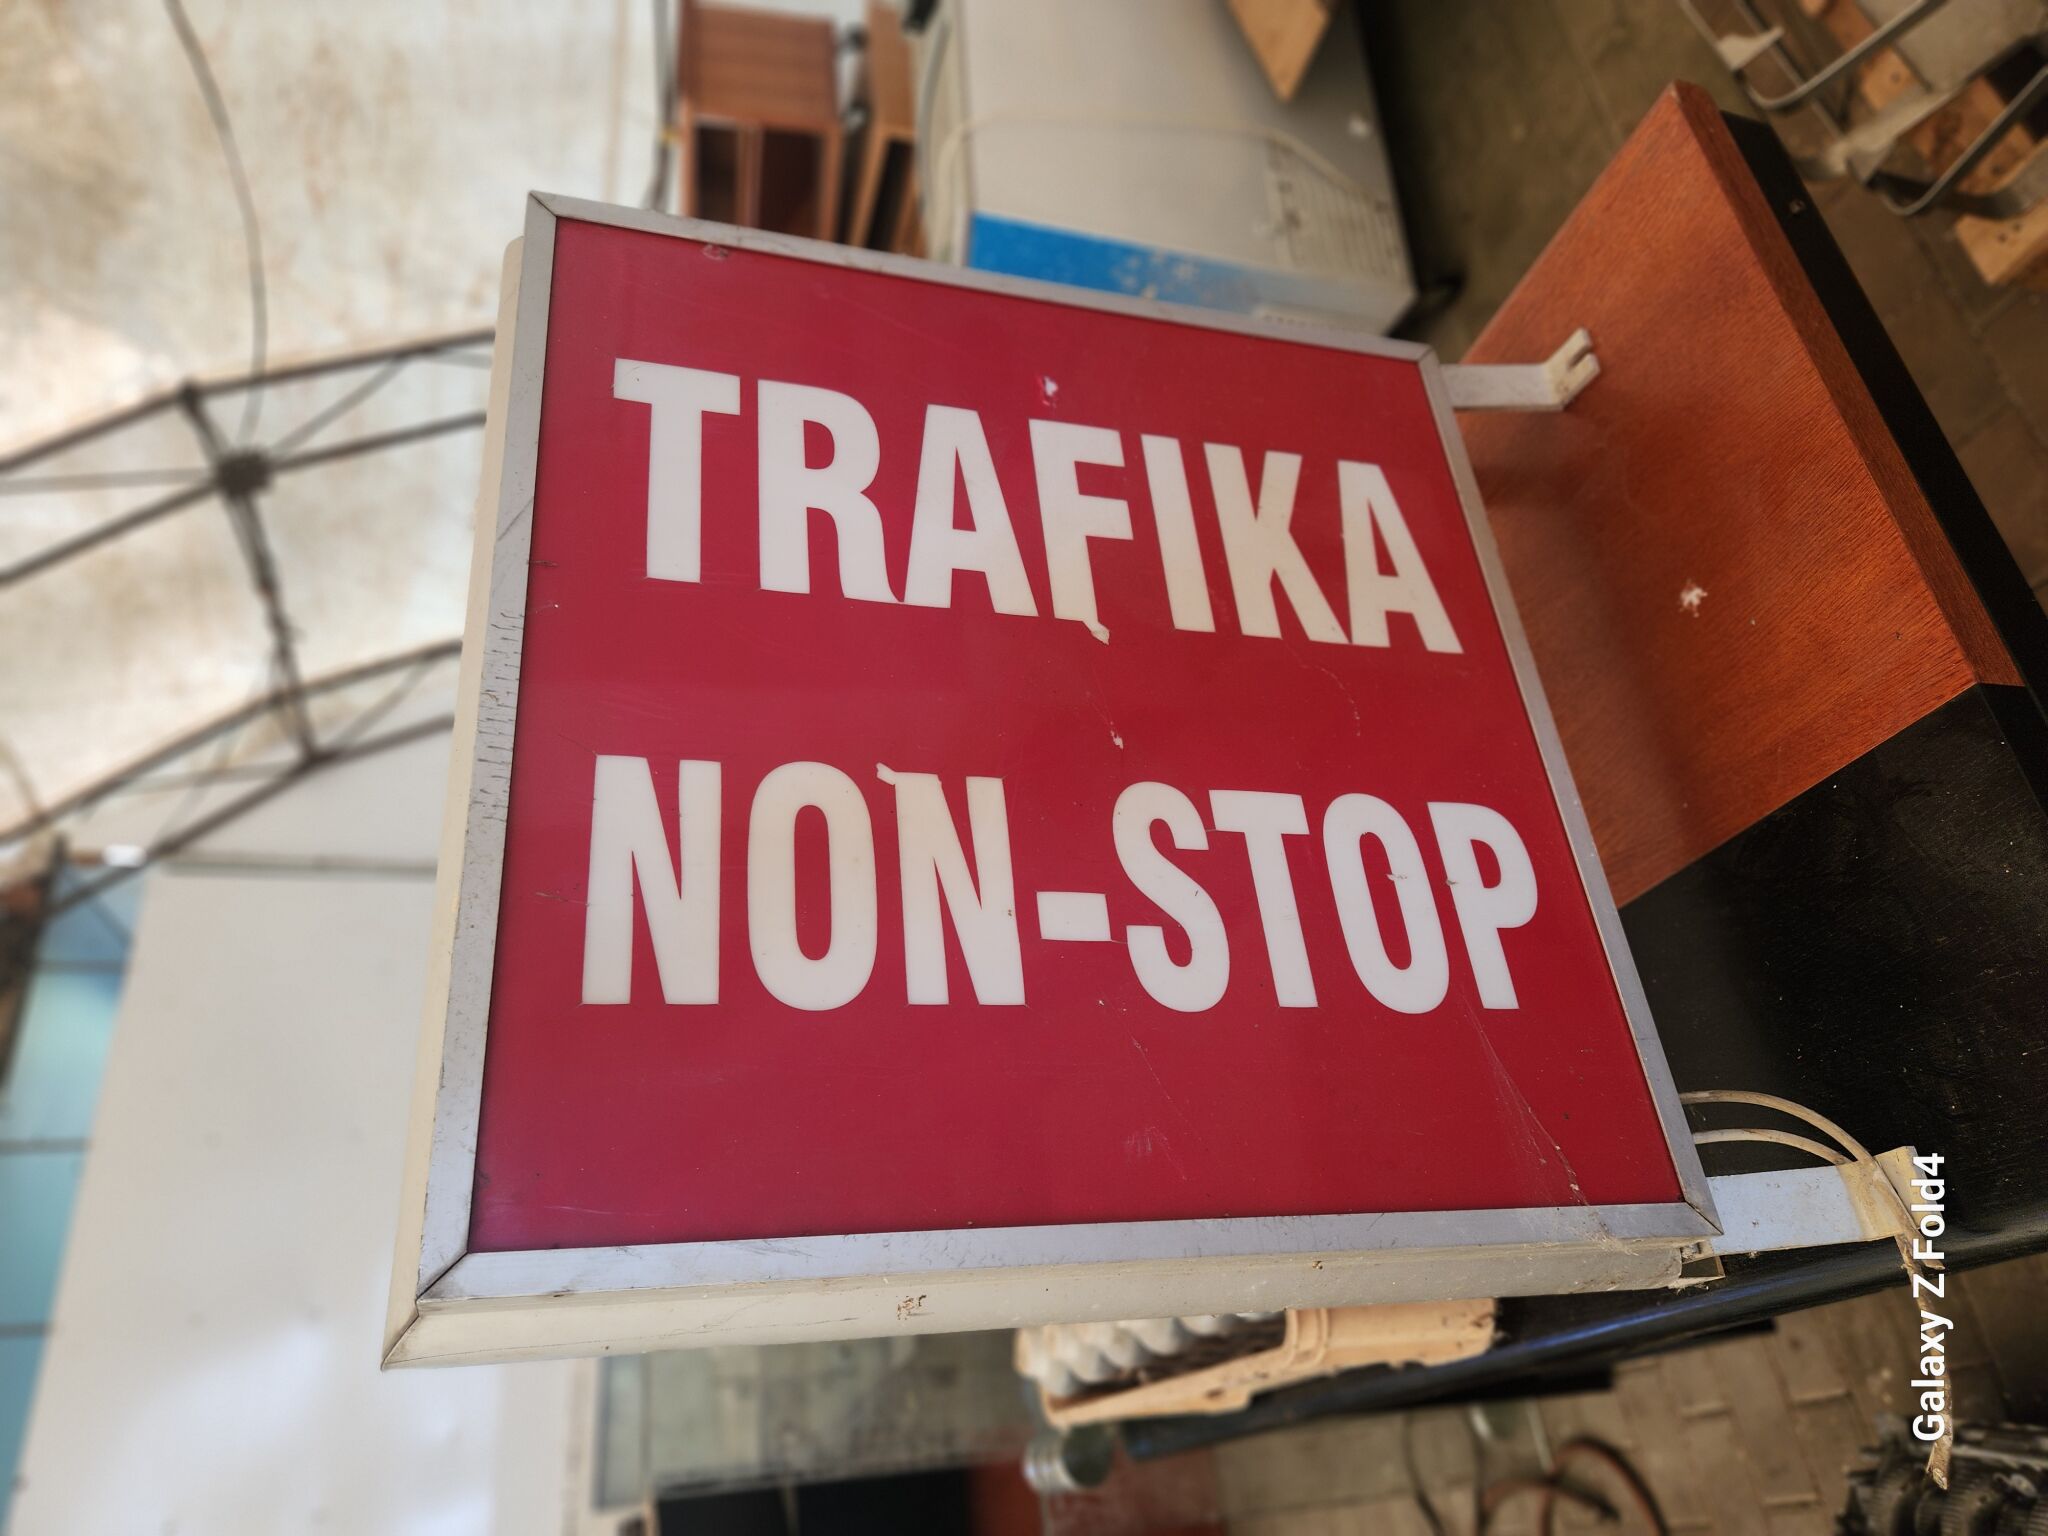 TRAFIKA
NON-STOP
Galaxy Z Fold4